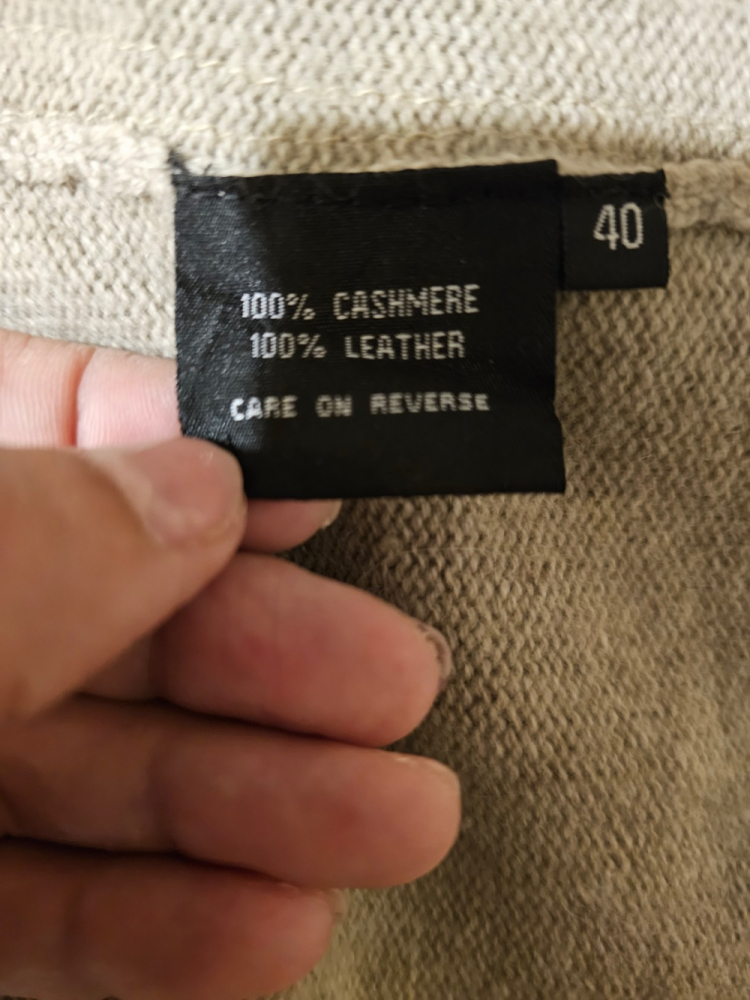 40
100% CASHMERE
100% LEATHER
CARE ON REVERSE